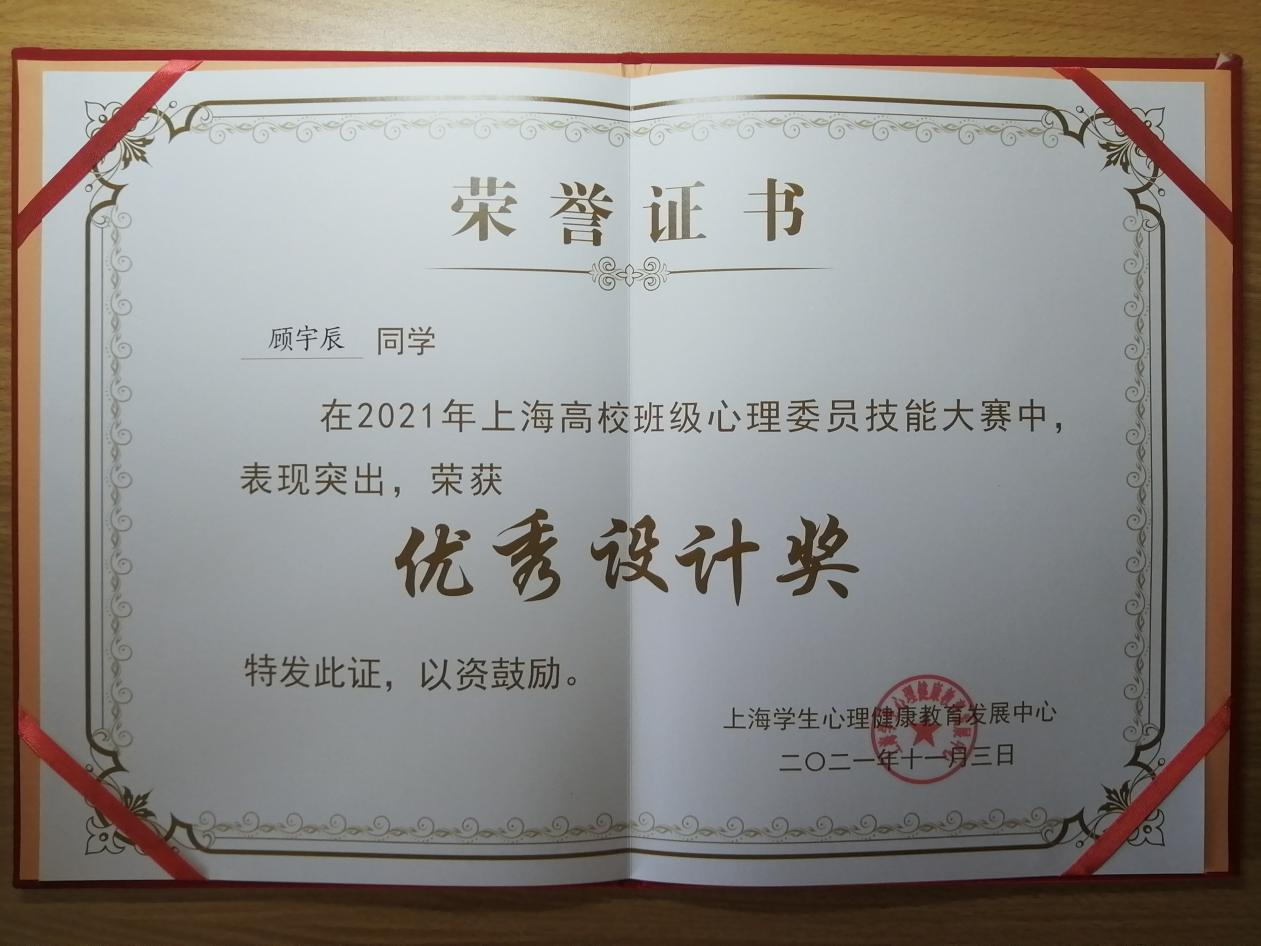 荣誉证书
顾宇辰 同学
在2021年上海高校班级心理委员技能大赛中，
表现突出，荣获
优秀设计奖
特发此证，以资鼓励。
上海学生心理健康教育发展中心
二〇二一年十一月三日